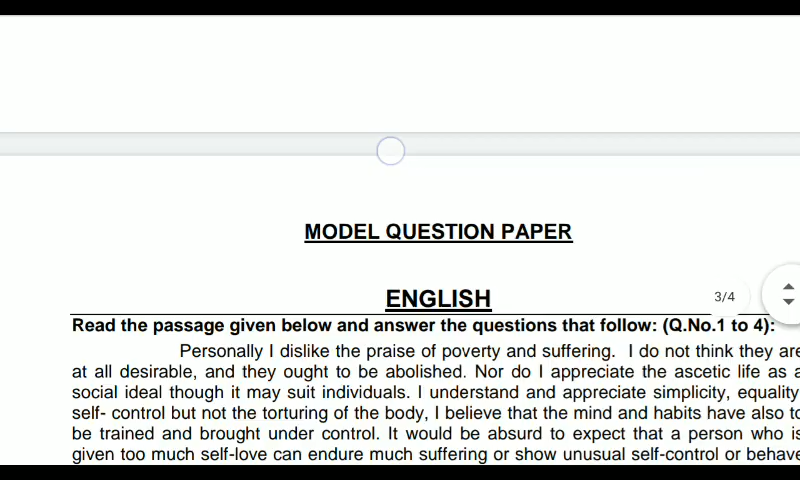 MODEL QUESTION PAPER
ENGLISH
3/4
Read the passage given below and answer the questions that follow: (Q.No.1 to 4):
Personally I dislike the praise of poverty and suffering. I do not think they are
at all desirable, and they ought to be abolished. Nor do I appreciate the ascetic life as a
social ideal though it may suit individuals. I understand and appreciate simplicity, equality
self- control but not the torturing of the body, I believe that the mind and habits have also to
be trained and brought under control. It would be absurd to expect that a person who is
given too much self-love can endure much suffering or show unusual self-control or behave